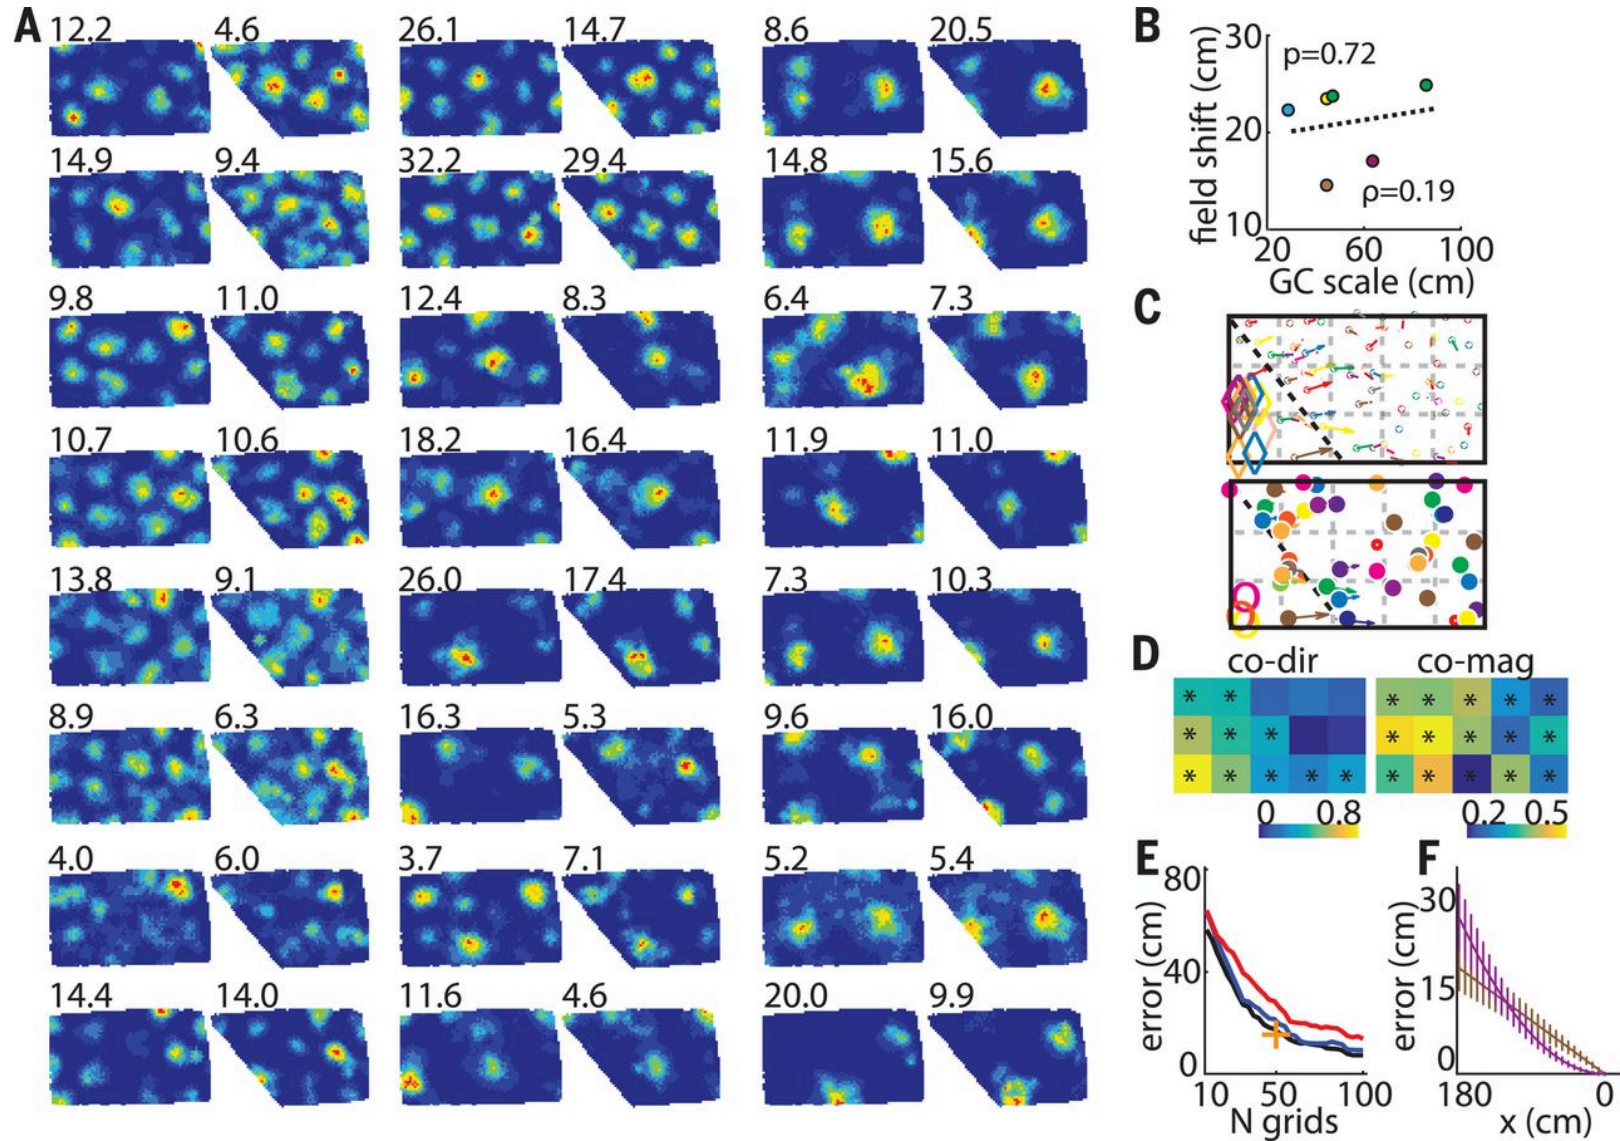 A
12.2 4.6 26.1 14.7 8.6 20.5
14.9 9.4 32.2 29.4 14.8 15.6
9.8 11.0 12.4 8.3 6.4 7.3
10.7 10.6 18.2 16.4 11.9 11.0
13.8 9.1 26.0 17.4 7.3 10.3
8.9 6.3 16.3 5.3 9.6 16.0
4.0 6.0 3.7 7.1 5.2 5.4
14.4 14.0 11.6 4.6 20.0 9.9
B
30
20
10
field shift (cm)
p=0.72
ρ=0.19
20 60 100
GC scale (cm)
C
D
co-dir co-mag
* * * * * * *
* * * * * * * *
* * * * * * * * * *
0 0.8 0.2 0.5
E
80
40
0
error (cm)
10 50 100
N grids
F
30
15
0
error (cm)
180 0
x (cm)